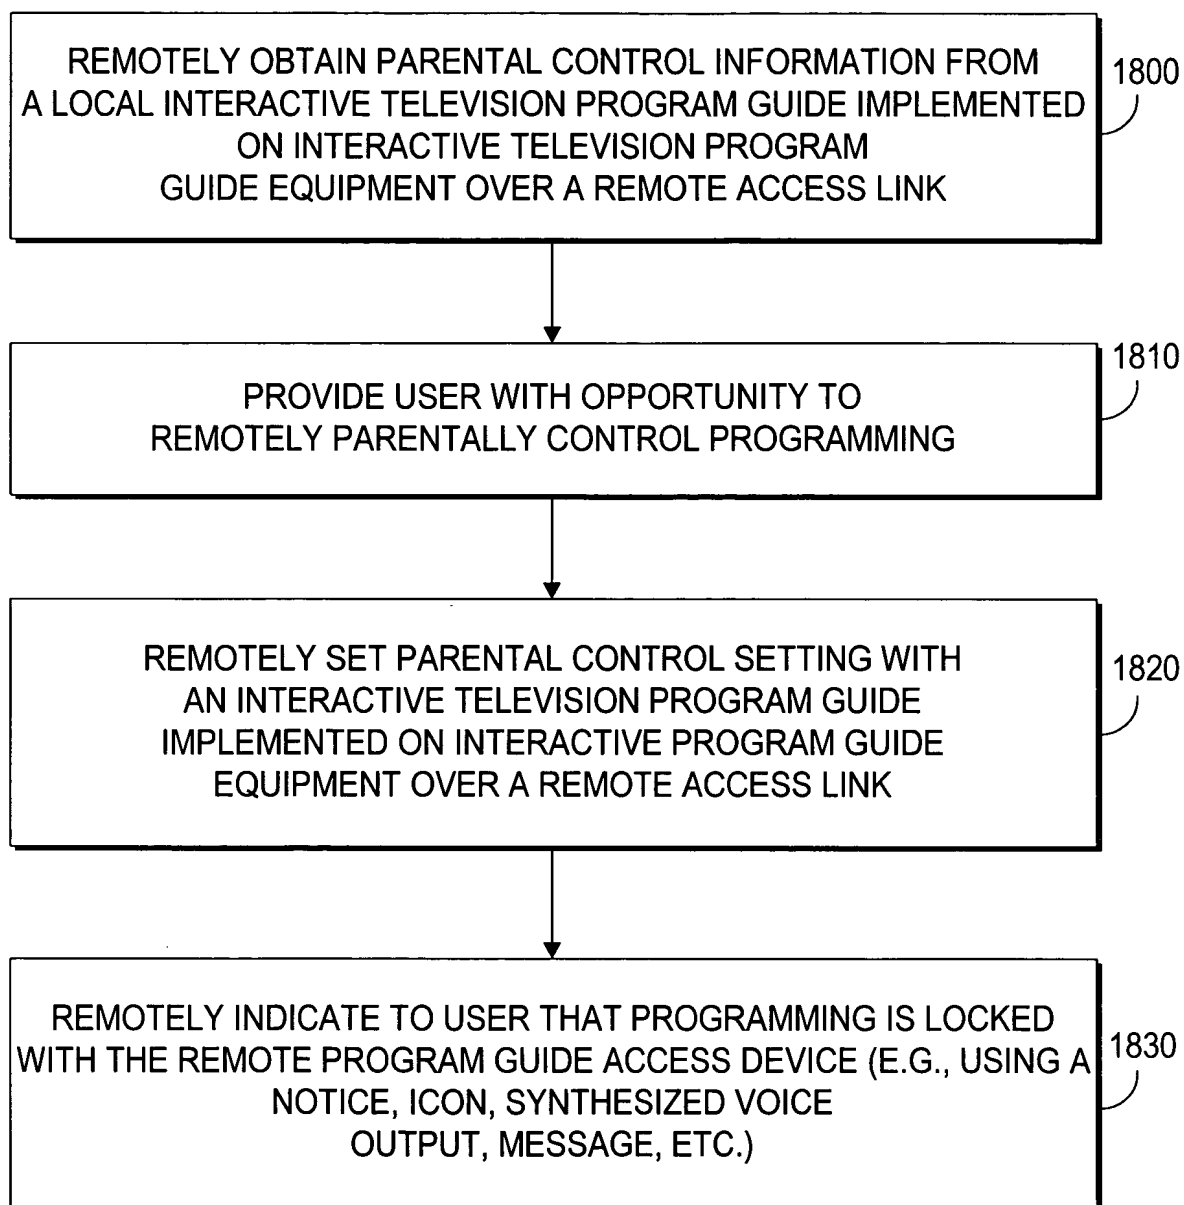 REMOTELY OBTAIN PARENTAL CONTROL INFORMATION FROM
A LOCAL INTERACTIVE TELEVISION PROGRAM GUIDE IMPLEMENTED
ON INTERACTIVE TELEVISION PROGRAM
GUIDE EQUIPMENT OVER A REMOTE ACCESS LINK
1800
PROVIDE USER WITH OPPORTUNITY TO
REMOTELY PARENTALLY CONTROL PROGRAMMING
1810
REMOTELY SET PARENTAL CONTROL SETTING WITH
AN INTERACTIVE TELEVISION PROGRAM GUIDE
IMPLEMENTED ON INTERACTIVE PROGRAM GUIDE
EQUIPMENT OVER A REMOTE ACCESS LINK
1820
REMOTELY INDICATE TO USER THAT PROGRAMMING IS LOCKED
WITH THE REMOTE PROGRAM GUIDE ACCESS DEVICE (E.G., USING A
NOTICE, ICON, SYNTHESIZED VOICE
OUTPUT, MESSAGE, ETC.)
1830